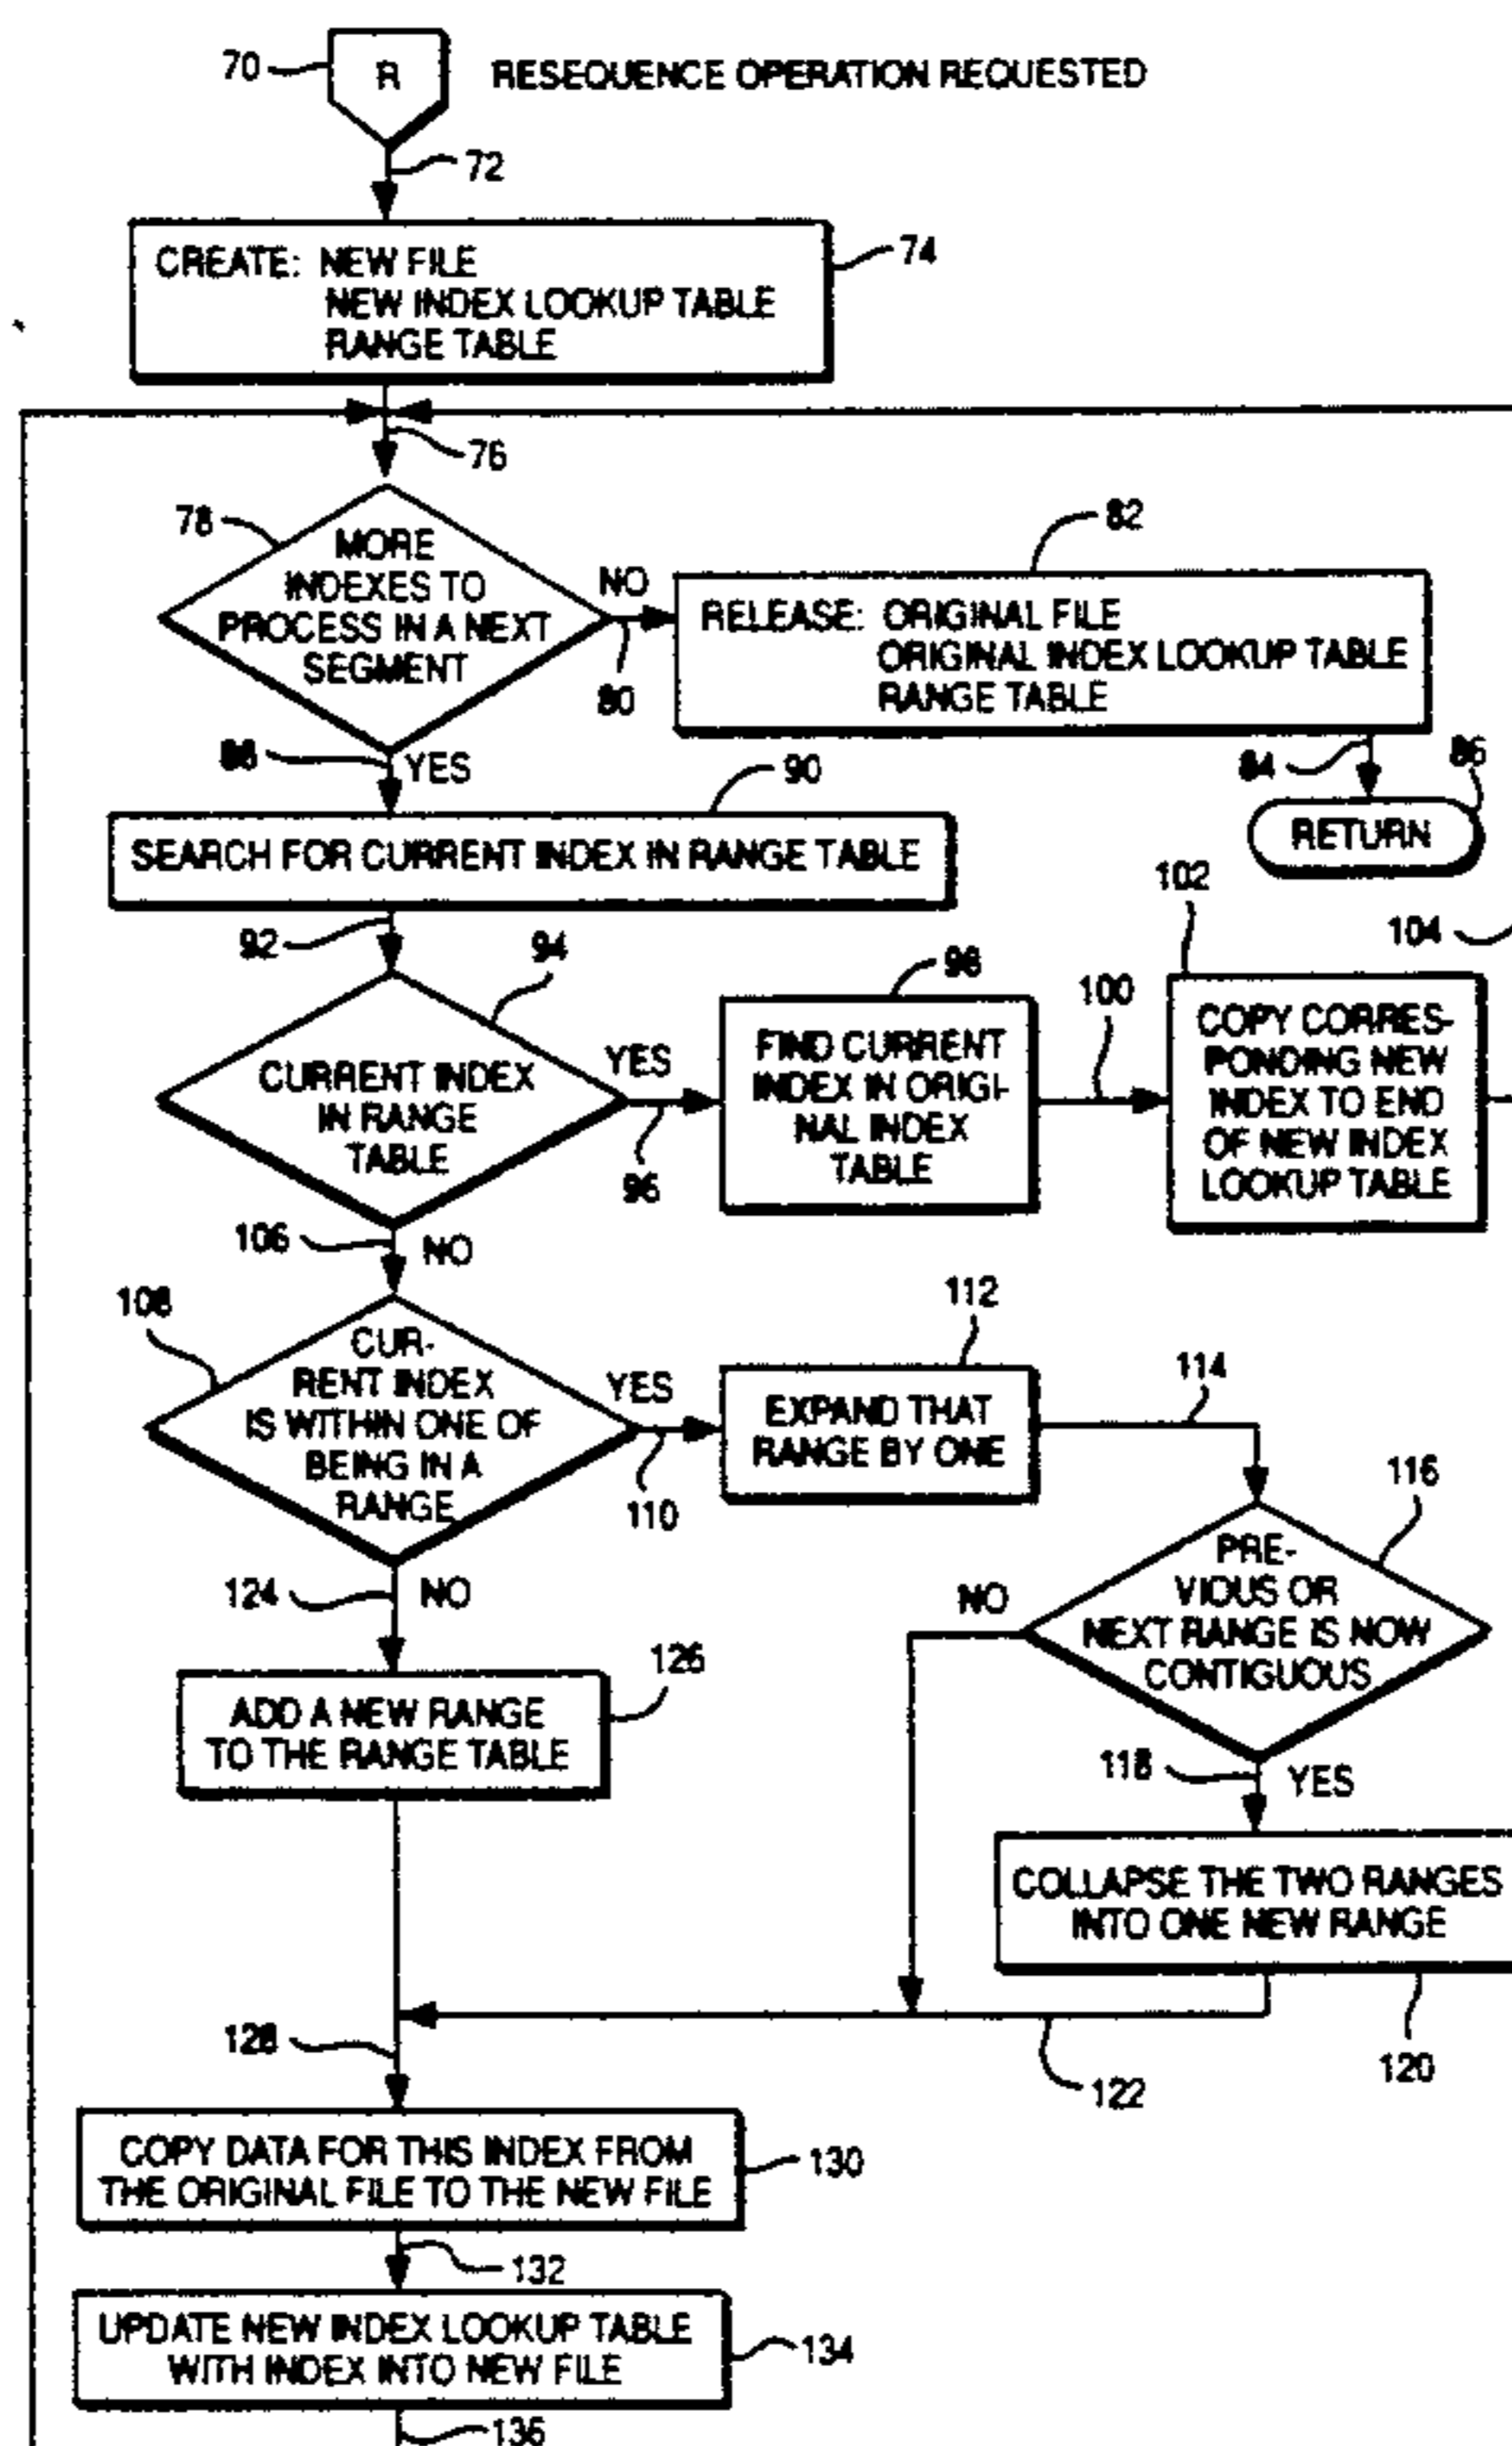 70
R
RESEQUENCE OPERATION REQUESTED
72
CREATE: NEW FILE
NEW INDEX LOOKUP TABLE
RANGE TABLE
74
76
78
MORE
INDEXES TO
PROCESS IN A NEXT
SEGMENT
NO
80
82
RELEASE: ORIGINAL FILE
ORIGINAL INDEX LOOKUP TABLE
RANGE TABLE
88
YES
84
86
RETURN
90
SEARCH FOR CURRENT INDEX IN RANGE TABLE
92
94
CURRENT INDEX
IN RANGE
TABLE
YES
96
98
FIND CURRENT
INDEX IN ORIGI-
NAL INDEX
TABLE
100
102
104
COPY CORRES-
PONDING NEW
INDEX TO END
OF NEW INDEX
LOOKUP TABLE
106
NO
108
CUR-
RENT INDEX
IS WITHIN ONE OF
BEING IN A
RANGE
YES
110
112
EXPAND THAT
RANGE BY ONE
114
116
PRE-
VIOUS OR
NEXT RANGE IS NOW
CONTIGUOUS
NO
118
YES
124
NO
126
ADD A NEW RANGE
TO THE RANGE TABLE
COLLAPSE THE TWO RANGES
INTO ONE NEW RANGE
120
122
128
COPY DATA FOR THIS INDEX FROM
THE ORIGINAL FILE TO THE NEW FILE
130
132
UPDATE NEW INDEX LOOKUP TABLE
WITH INDEX INTO NEW FILE
134
136